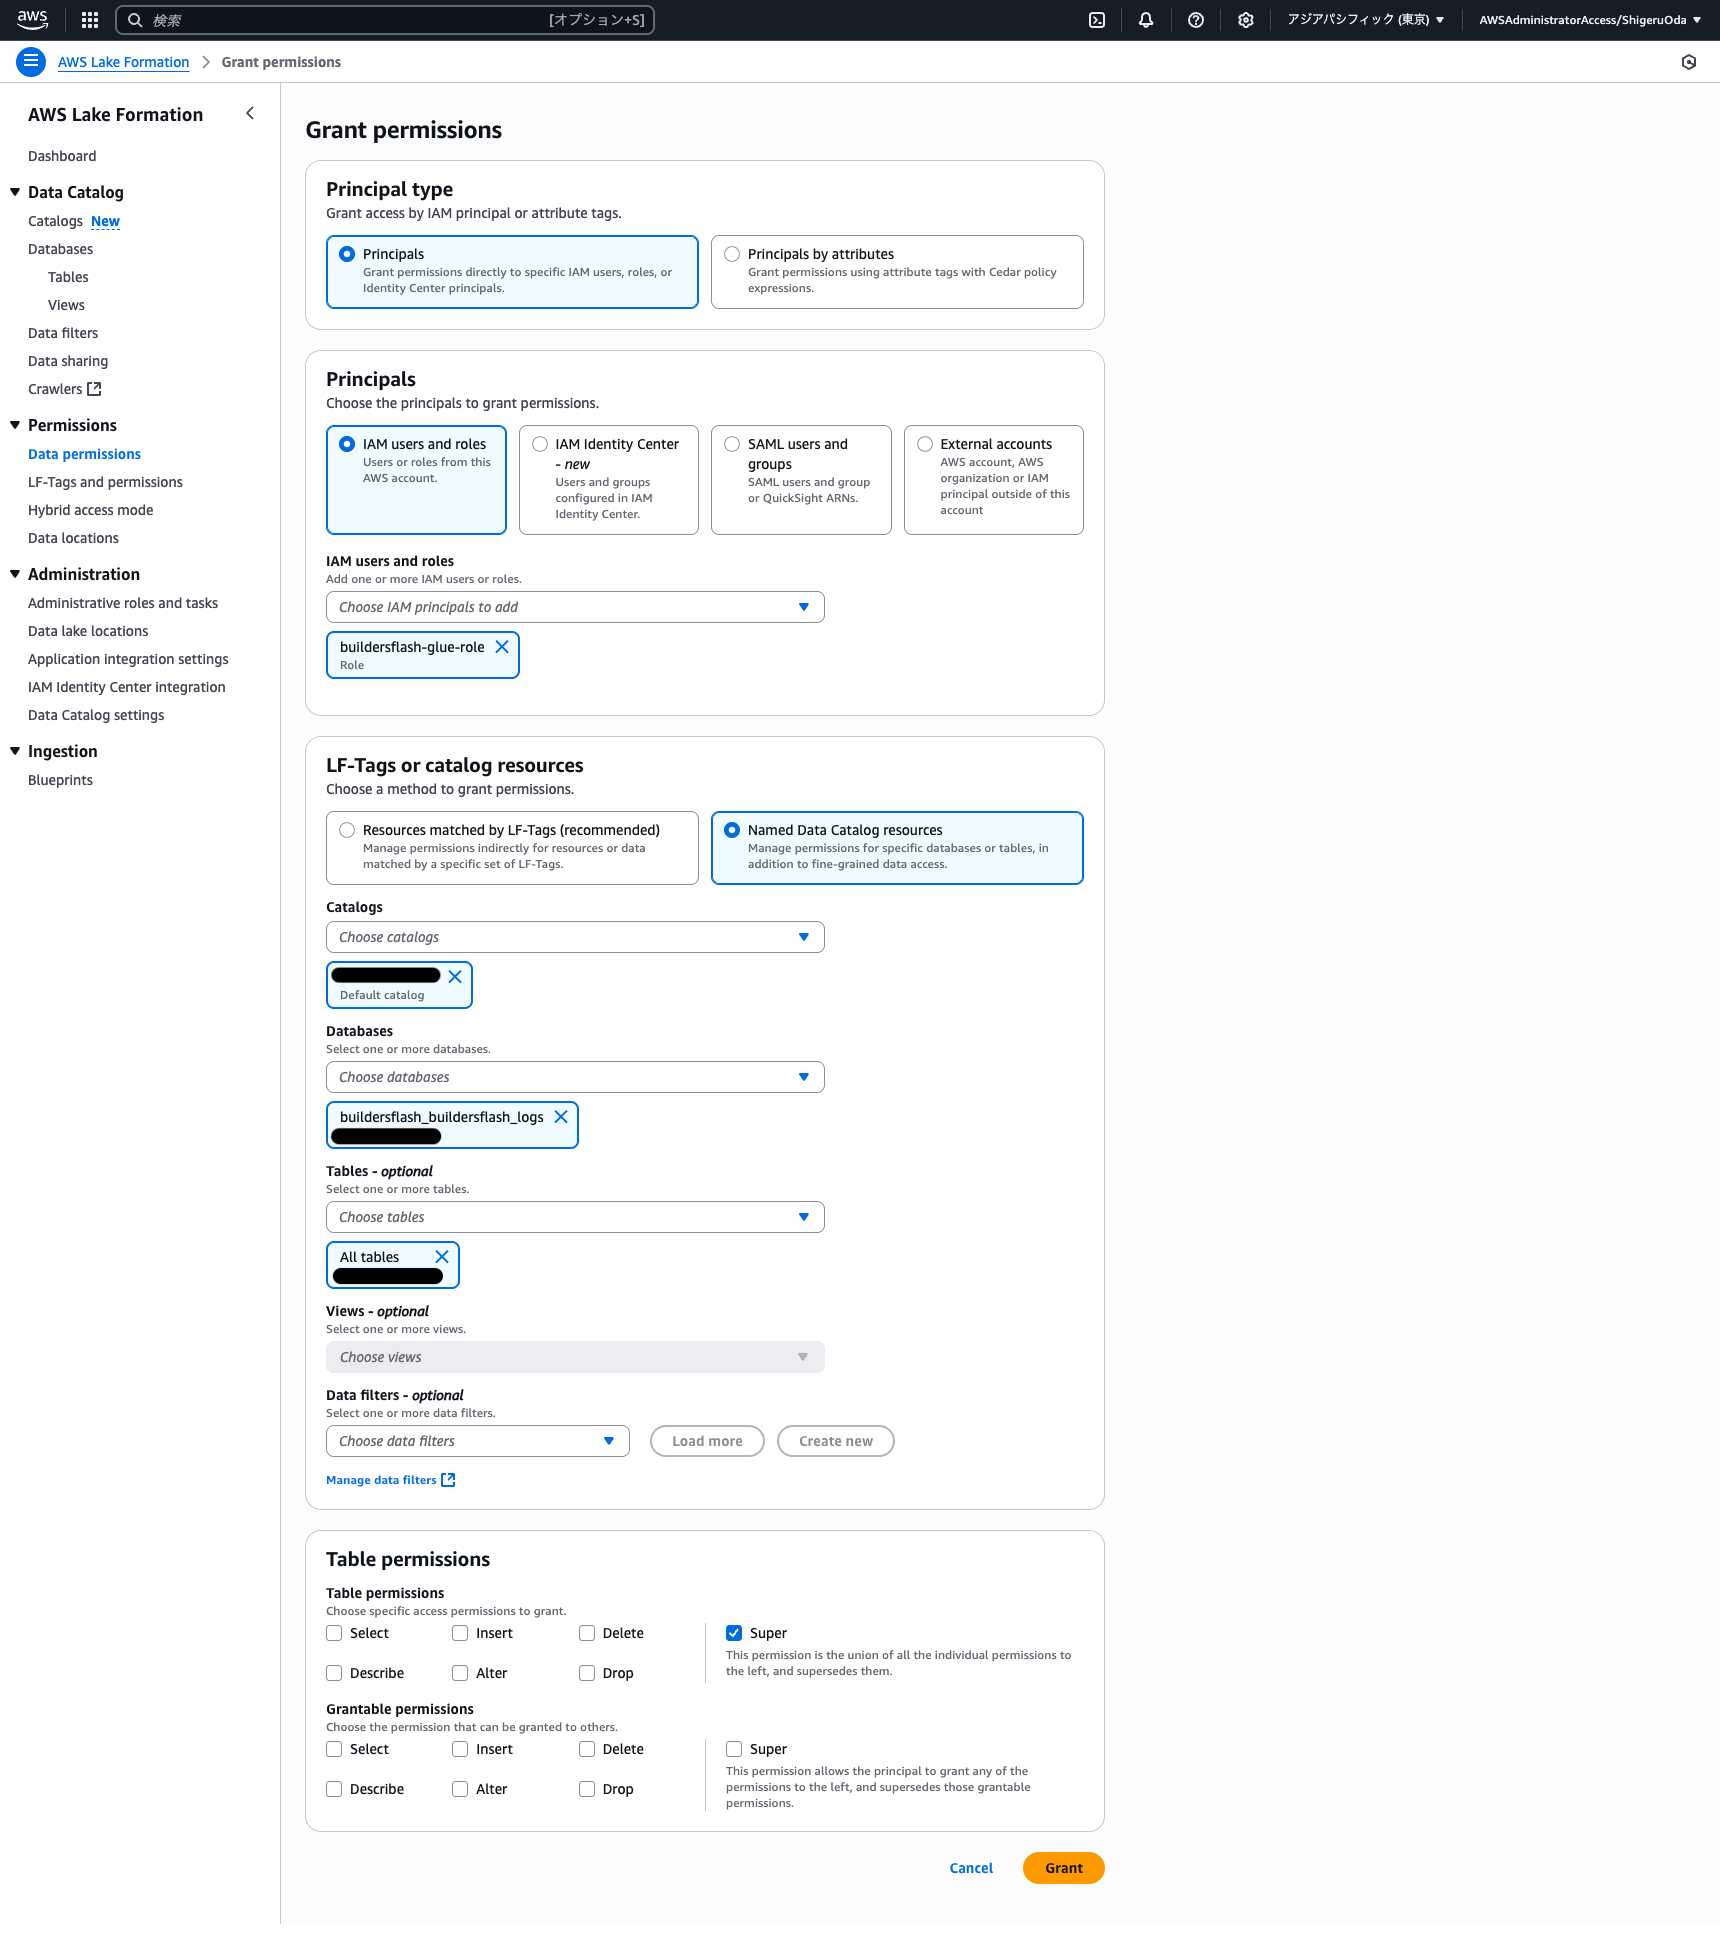 aws
検索
[オプション+S]
アジアパシフィック (東京)
AWSAdministratorAccess/ShigeruOda
AWS Lake Formation
Grant permissions
AWS Lake Formation
Dashboard
Data Catalog
Catalogs New
Databases
Tables
Views
Data filters
Data sharing
Crawlers
Permissions
Data permissions
LF-Tags and permissions
Hybrid access mode
Data locations
Administration
Administrative roles and tasks
Data lake locations
Application integration settings
IAM Identity Center integration
Data Catalog settings
Ingestion
Blueprints
Grant permissions
Principal type
Grant access by IAM principal or attribute tags.
Principals
Grant permissions directly to specific IAM users, roles, or
Identity Center principals.
Principals by attributes
Grant permissions using attribute tags with Cedar policy
expressions.
Principals
Choose the principals to grant permissions.
IAM users and roles
Users or roles from this
AWS account.
IAM Identity Center
- new
Users and groups
configured in IAM
Identity Center.
SAML users and
groups
SAML users and group
or QuickSight ARNs.
External accounts
AWS account, AWS
organization or IAM
principal outside of this
account
IAM users and roles
Add one or more IAM users or roles.
Choose IAM principals to add
buildersflash-glue-role
Role
LF-Tags or catalog resources
Choose a method to grant permissions.
Resources matched by LF-Tags (recommended)
Manage permissions indirectly for resources or data
matched by a specific set of LF-Tags.
Named Data Catalog resources
Manage permissions for specific databases or tables, in
addition to fine-grained data access.
Catalogs
Choose catalogs
Default catalog
Databases
Select one or more databases.
Choose databases
buildersflash_buildersflash_logs
Tables - optional
Select one or more tables.
Choose tables
All tables
Views - optional
Select one or more views.
Choose views
Data filters - optional
Select one or more data filters.
Choose data filters
Load more
Create new
Manage data filters
Table permissions
Table permissions
Choose specific access permissions to grant.
Select
Insert
Delete
Describe
Alter
Drop
Super
This permission is the union of all the individual permissions to
the left, and supersedes them.
Grantable permissions
Choose the permission that can be granted to others.
Select
Insert
Delete
Describe
Alter
Drop
Super
This permission allows the principal to grant any of the
permissions to the left, and supersedes those grantable
permissions.
Cancel
Grant